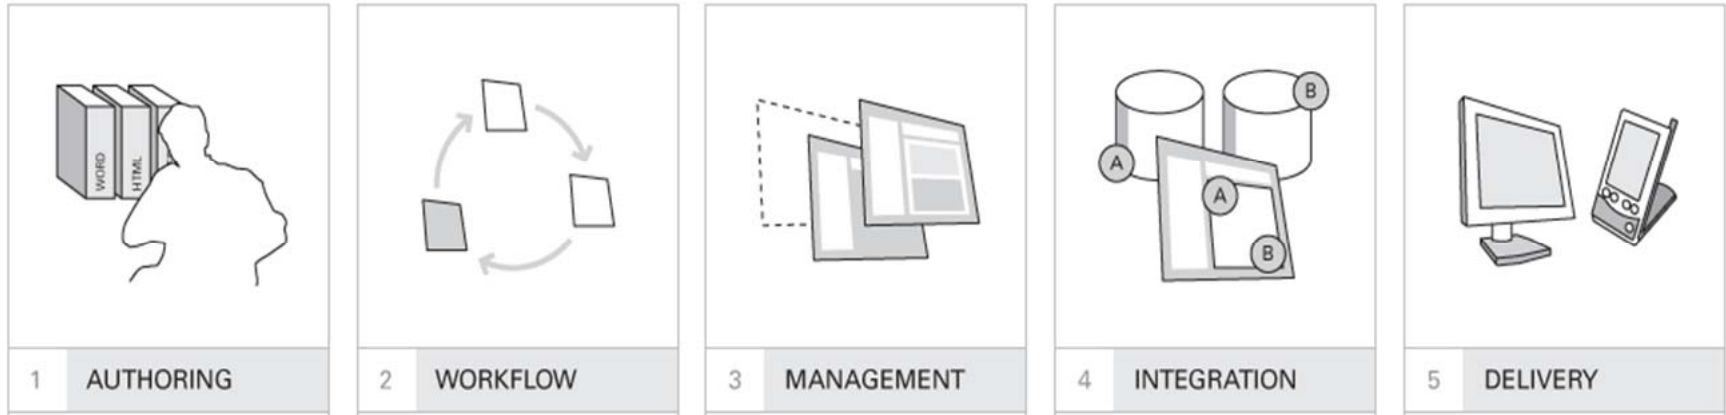 WORD
HTML
B
A
A
B
1 AUTHORING
2 WORKFLOW
3 MANAGEMENT
4 INTEGRATION
5 DELIVERY